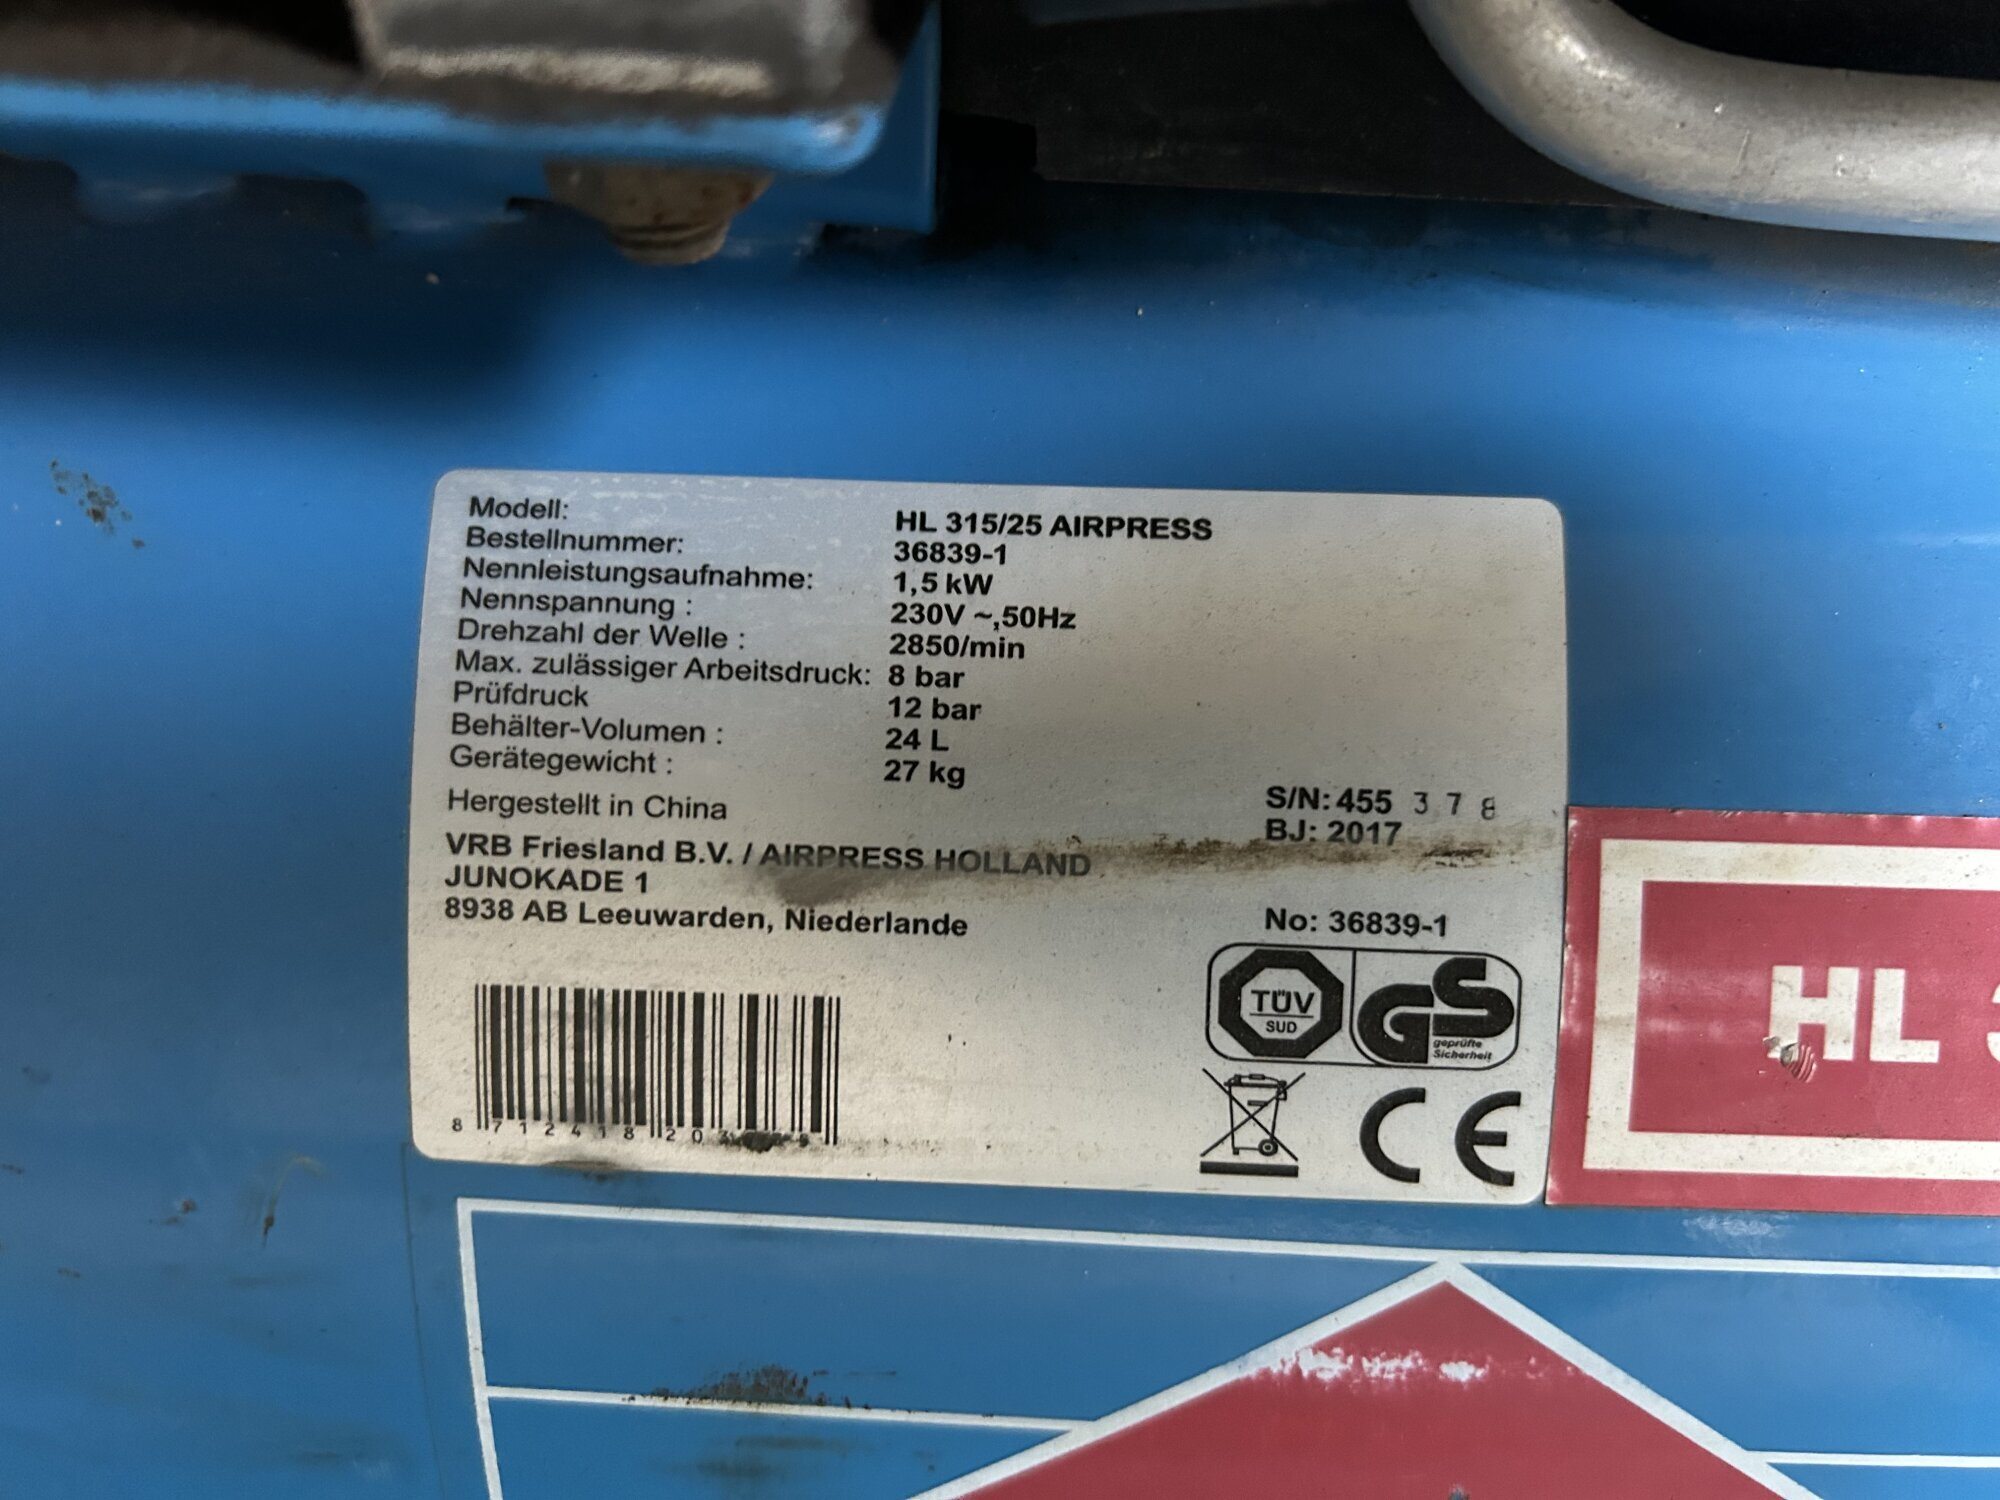 Modell: HL 315/25 AIRPRESS
Bestellnummer: 36839-1
Nennleistungsaufnahme: 1,5 kW
Nennspannung : 230V ~,50Hz
Drehzahl der Welle : 2850/min
Max. zulässiger Arbeitsdruck: 8 bar
Prüfdruck 12 bar
Behälter-Volumen : 24 L
Gerätegewicht : 27 kg
Hergestellt in China
S/N: 455 3 7 8
BJ: 2017
VRB Friesland B.V. / AIRPRESS HOLLAND
JUNOKADE 1
8938 AB Leeuwarden, Niederlande
No: 36839-1
TÜV
SUD
GS
geprüfte
Sicherheit
CE
8 712418 20
HL